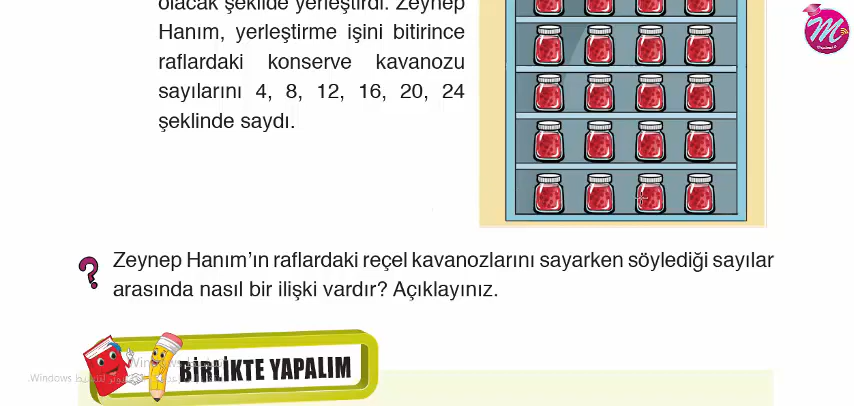 olacak şekilde yerleştirdi. Zeynep
Hanım, yerleştirme işini bitirince
raflardaki konserve kavanozu
sayılarını 4, 8, 12, 16, 20, 24
şeklinde saydı.
? Zeynep Hanım’ın raflardaki reçel kavanozlarını sayarken söylediği sayılar
arasında nasıl bir ilişki vardır? Açıklayınız.
BİRLİKTE YAPALIM
Windows